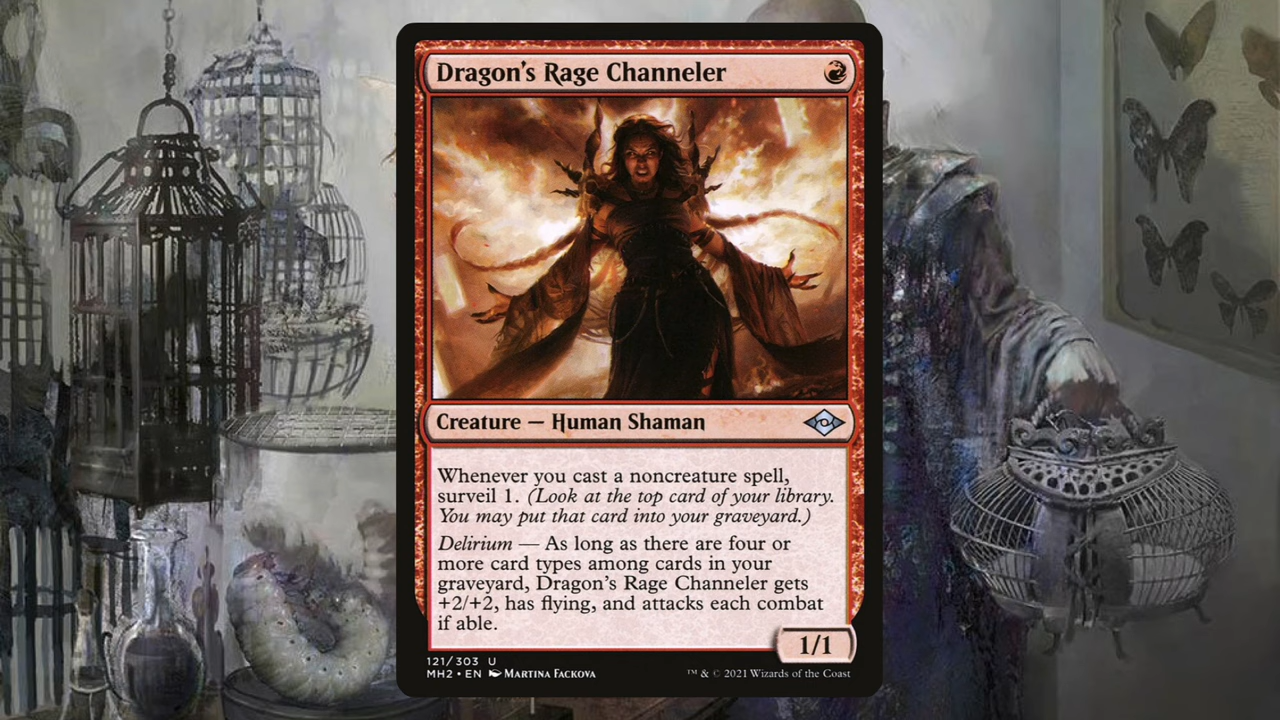 Dragon's Rage Channeler
Creature — Human Shaman
Whenever you cast a noncreature spell,
surveil 1. (Look at the top card of your library.
You may put that card into your graveyard.)
Delirium — As long as there are four or
more card types among cards in your
graveyard, Dragon's Rage Channeler gets
+2/+2, has flying, and attacks each combat
if able.
1/1
121/303 U
MH2 • EN Martina Fackova
™ & © 2021 Wizards of the Coast